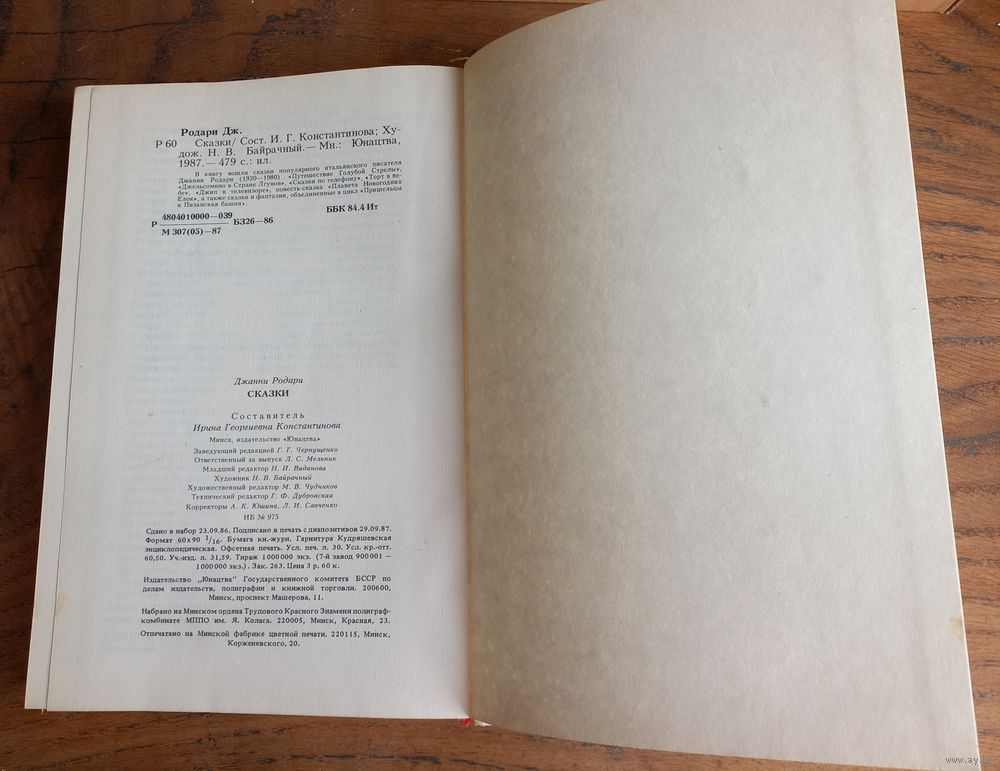 Родари Дж.
Р 60 Сказки/ Сост. И. Г. Константинова; Ху-
дож. Н. В. Байрачный.— Мн.: Юнацтва,
1987.— 479 с.: ил.
В книгу вошли сказки популярного итальянского писателя
Джанни Родари (1920—1980) «Путешествие Голубой Стрелы»,
«Джельсомино в Стране Лгунов», «Сказки по телефону», «Торт в не-
бе», «Джип в телевизоре», повесть-сказка «Планета Новогодних
Елок», а также сказки и фантазии, объединенные в цикл «Пришельцы
и Пизанская башня».
ББК 84.4 Ит
Р 4804010000—039 БЗ26—86
М 307(05)—87
Джанни Родари
СКАЗКИ
Составитель
Ирина Георгиевна Константинова
Минск, издательство «Юнацтва»
Заведующий редакцией Г. Г. Чернущенко
Ответственный за выпуск Л. С. Мельник
Младший редактор Н. И. Виданова
Художник Н. В. Байрачный
Художественный редактор М. В. Чудников
Технический редактор Г. Ф. Дубровская
Корректоры А. К. Юшина, Л. И. Савченко
ИБ № 975
Сдано в набор 23.09.86. Подписано в печать с диапозитивов 29.09.87.
Формат 60×90 1/16. Бумага кн.-журн. Гарнитура Кудряшевская
энциклопедическая. Офсетная печать. Усл. печ. л. 30. Усл. кр.-отт.
60,50. Уч.-изд. л. 31,59. Тираж 1000000 экз. (7-й завод 900001 —
1000000 экз.). Зак. 263. Цена 3 р. 60 к.
Издательство „Юнацтва" Государственного комитета БССР по
делам издательств, полиграфии и книжной торговли. 200600,
Минск, проспект Машерова, 11.
Набрано на Минском ордена Трудового Красного Знамени полиграф-
комбинате МППО им. Я. Коласа. 220005, Минск, Красная, 23.
Отпечатано на Минской фабрике цветной печати. 220115, Минск,
Корженевского, 20.